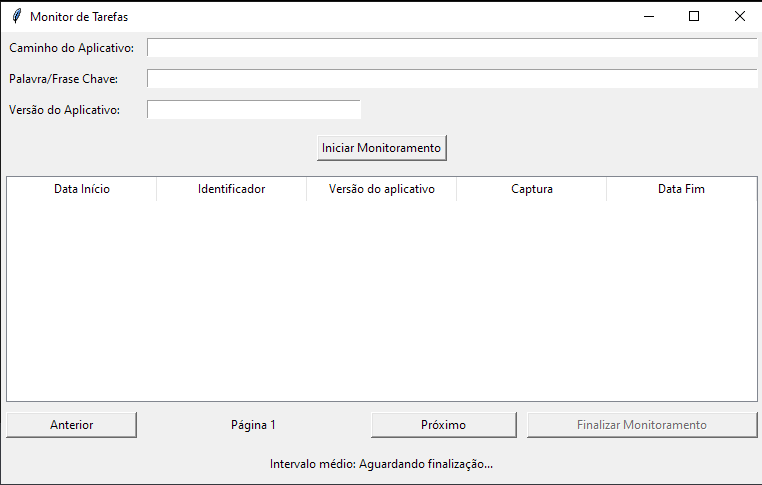 Monitor de Tarefas
Caminho do Aplicativo:
Palavra/Frase Chave:
Versão do Aplicativo:
Iniciar Monitoramento
Data Início Identificador Versão do aplicativo Captura Data Fim
Anterior Página 1 Próximo Finalizar Monitoramento
Intervalo médio: Aguardando finalização...